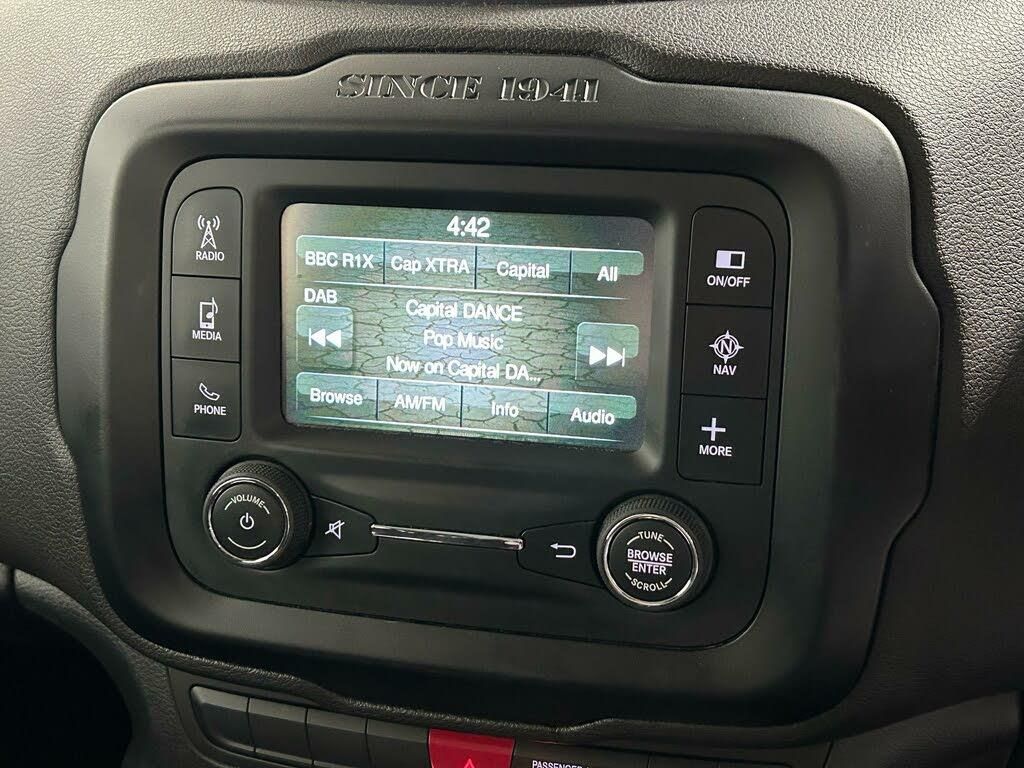 SINCE 1941
RADIO
MEDIA
PHONE
4:42
BBC R1X Cap XTRA Capital All
DAB
Capital DANCE
Pop Music
Now on Capital DA...
Browse AM/FM Info Audio
ON/OFF
N
NAV
MORE
VOLUME
TUNE
BROWSE
ENTER
SCROLL
PASSENGER